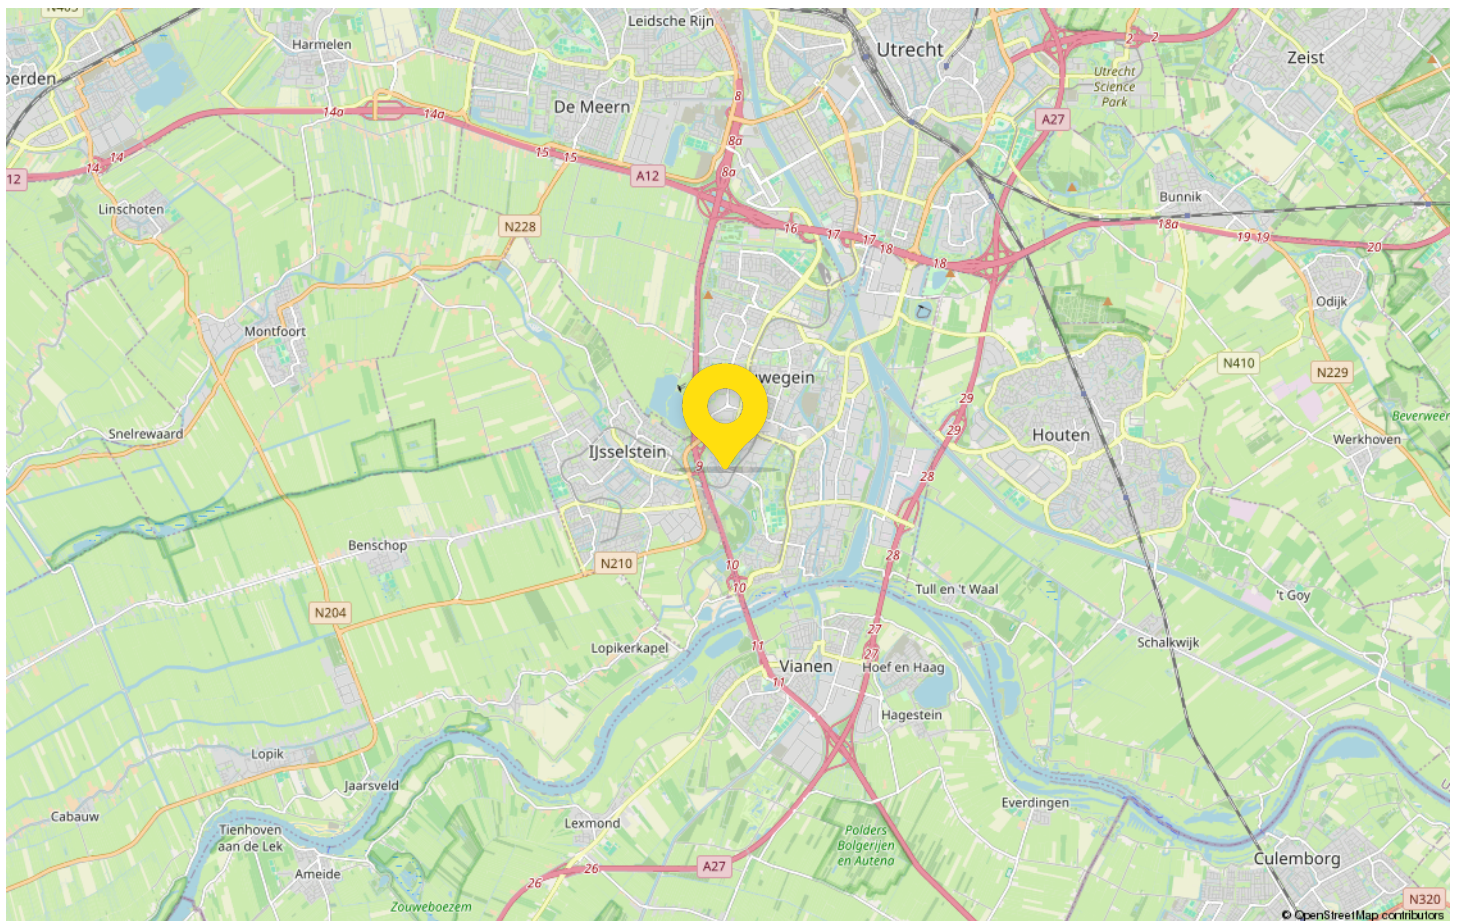 Leidsche Rijn
Utrecht
Harmelen
Zeist
De Meern
Utrecht
Science
Park
A27
A12
12
14a
14a
14
14
15
15
8
8a
8a
2
2
Linschoten
N228
Bunnik
16
17
17
18
18
18a
19
19
20
Odijk
Montfoort
N410
N229
wegein
29
29
Beverweer
Snelrewaard
IJsselstein
9
Houten
Werkhoven
28
Benschop
N210
10
10
28
Tull en 't Waal
't Goy
N204
27
27
Schalkwijk
Lopikerkapel
11
11
Vianen
Hoef en Haag
Hagestein
Lopik
Jaarsveld
Cabauw
Tienhoven
aan de Lek
Lexmond
Everdingen
Polders
Bolgerijen
en Autena
Ameide
26
26
A27
Culemborg
Zouweboezem
N320
© OpenStreetMap contributors